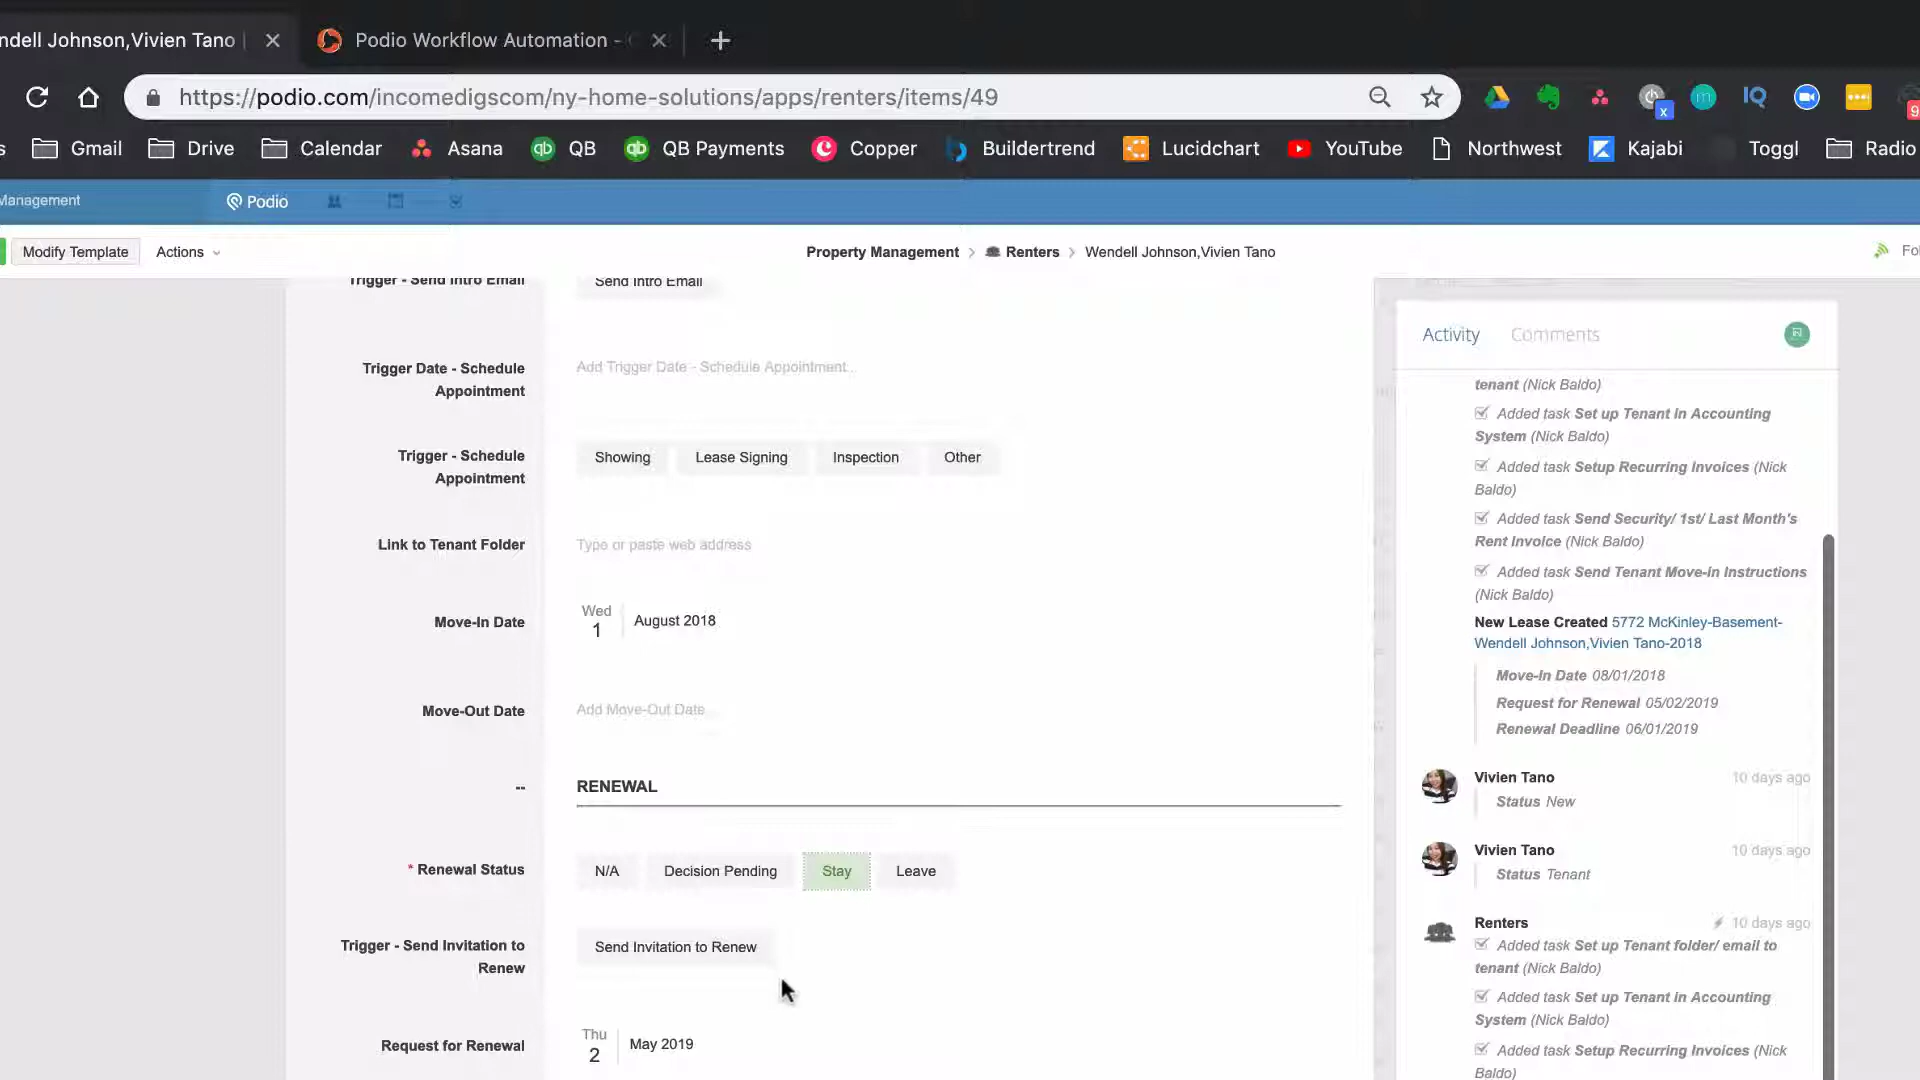 ndell Johnson,Vivien Tano
Podio Workflow Automation -
https://podio.com/incomedigscom/ny-home-solutions/apps/renters/items/49
x
IQ
9
s
Gmail
Drive
Calendar
Asana
qb
QB
qb
QB Payments
Copper
Buildertrend
Lucidchart
YouTube
Northwest
Kajabi
Toggl
Radio
Management
Podio
Modify Template
Actions
Property Management > Renters > Wendell Johnson,Vivien Tano
Fol
Trigger - Send Intro Email
Send Intro Email
Trigger Date - Schedule
Appointment
Add Trigger Date - Schedule Appointment...
Trigger - Schedule
Appointment
Showing
Lease Signing
Inspection
Other
Link to Tenant Folder
Type or paste web address
Move-In Date
Wed
1
August 2018
Move-Out Date
Add Move-Out Date...
--
RENEWAL
* Renewal Status
N/A
Decision Pending
Stay
Leave
Trigger - Send Invitation to
Renew
Send Invitation to Renew
Request for Renewal
Thu
2
May 2019
Activity
Comments
tenant (Nick Baldo)
Added task Set up Tenant in Accounting
System (Nick Baldo)
Added task Setup Recurring Invoices (Nick
Baldo)
Added task Send Security/ 1st/ Last Month's
Rent Invoice (Nick Baldo)
Added task Send Tenant Move-in Instructions
(Nick Baldo)
New Lease Created 5772 McKinley-Basement-
Wendell Johnson,Vivien Tano-2018
Move-In Date 08/01/2018
Request for Renewal 05/02/2019
Renewal Deadline 06/01/2019
Vivien Tano
10 days ago
Status New
Vivien Tano
10 days ago
Status Tenant
Renters
10 days ago
Added task Set up Tenant folder/ email to
tenant (Nick Baldo)
Added task Set up Tenant in Accounting
System (Nick Baldo)
Added task Setup Recurring Invoices (Nick
Baldo)